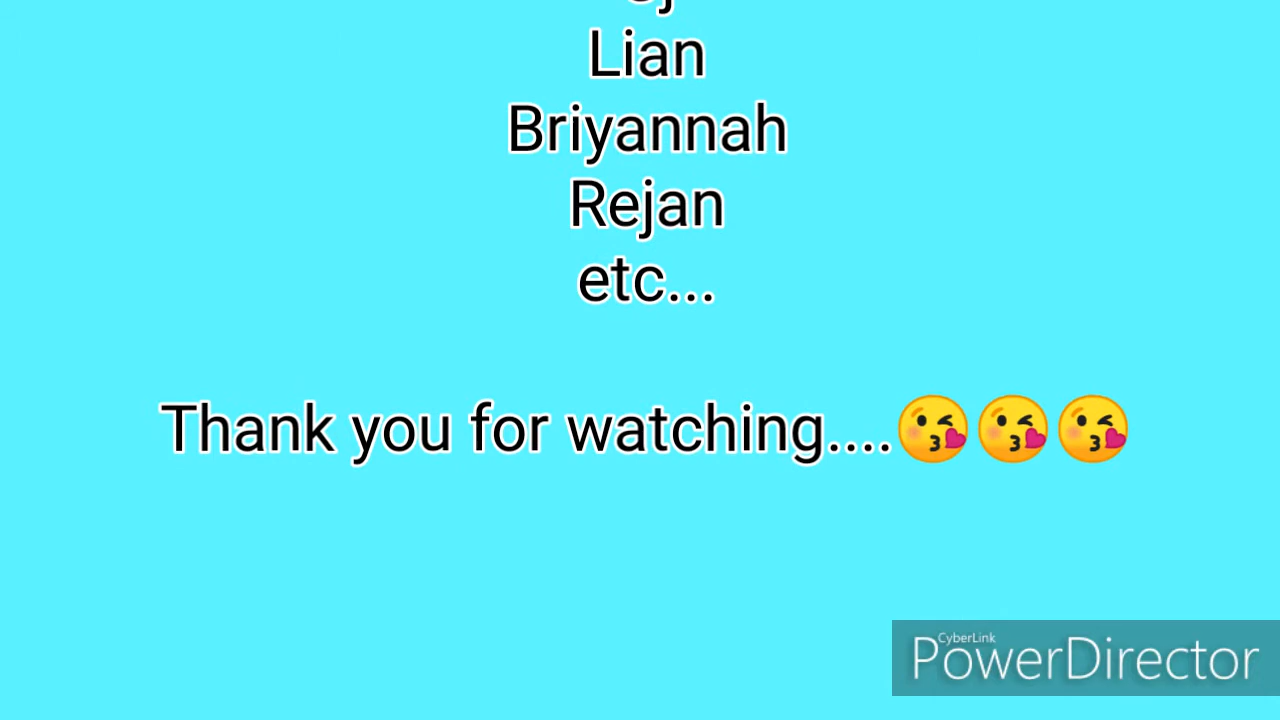 Lian
Briyannah
Rejan
etc...
Thank you for watching....😘😘😘
CyberLink
PowerDirector